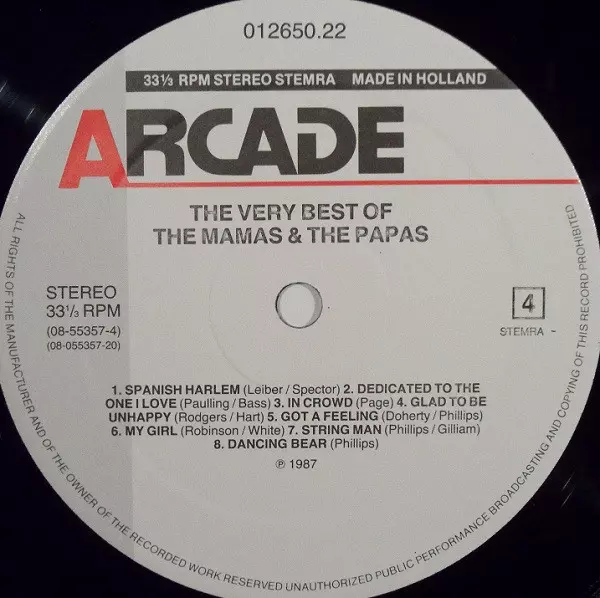 012650.22
33⅓ RPM STEREO STEMRA MADE IN HOLLAND
ARCADE
THE VERY BEST OF
THE MAMAS & THE PAPAS
STEREO
33⅓ RPM
(08-55357-4)
(08-055357-20)
4
STEMRA -
1. SPANISH HARLEM (Leiber / Spector) 2. DEDICATED TO THE
ONE I LOVE (Paulling / Bass) 3. IN CROWD (Page) 4. GLAD TO BE
UNHAPPY (Rodgers / Hart) 5. GOT A FEELING (Doherty / Phillips)
6. MY GIRL (Robinson / White) 7. STRING MAN (Phillips / Gilliam)
8. DANCING BEAR (Phillips)
℗ 1987
ALL RIGHTS OF THE MANUFACTURER AND OF THE OWNER OF THE RECORDED WORK RESERVED UNAUTHORIZED PUBLIC PERFORMANCE BROADCASTING AND COPYING OF THIS RECORD PROHIBITED